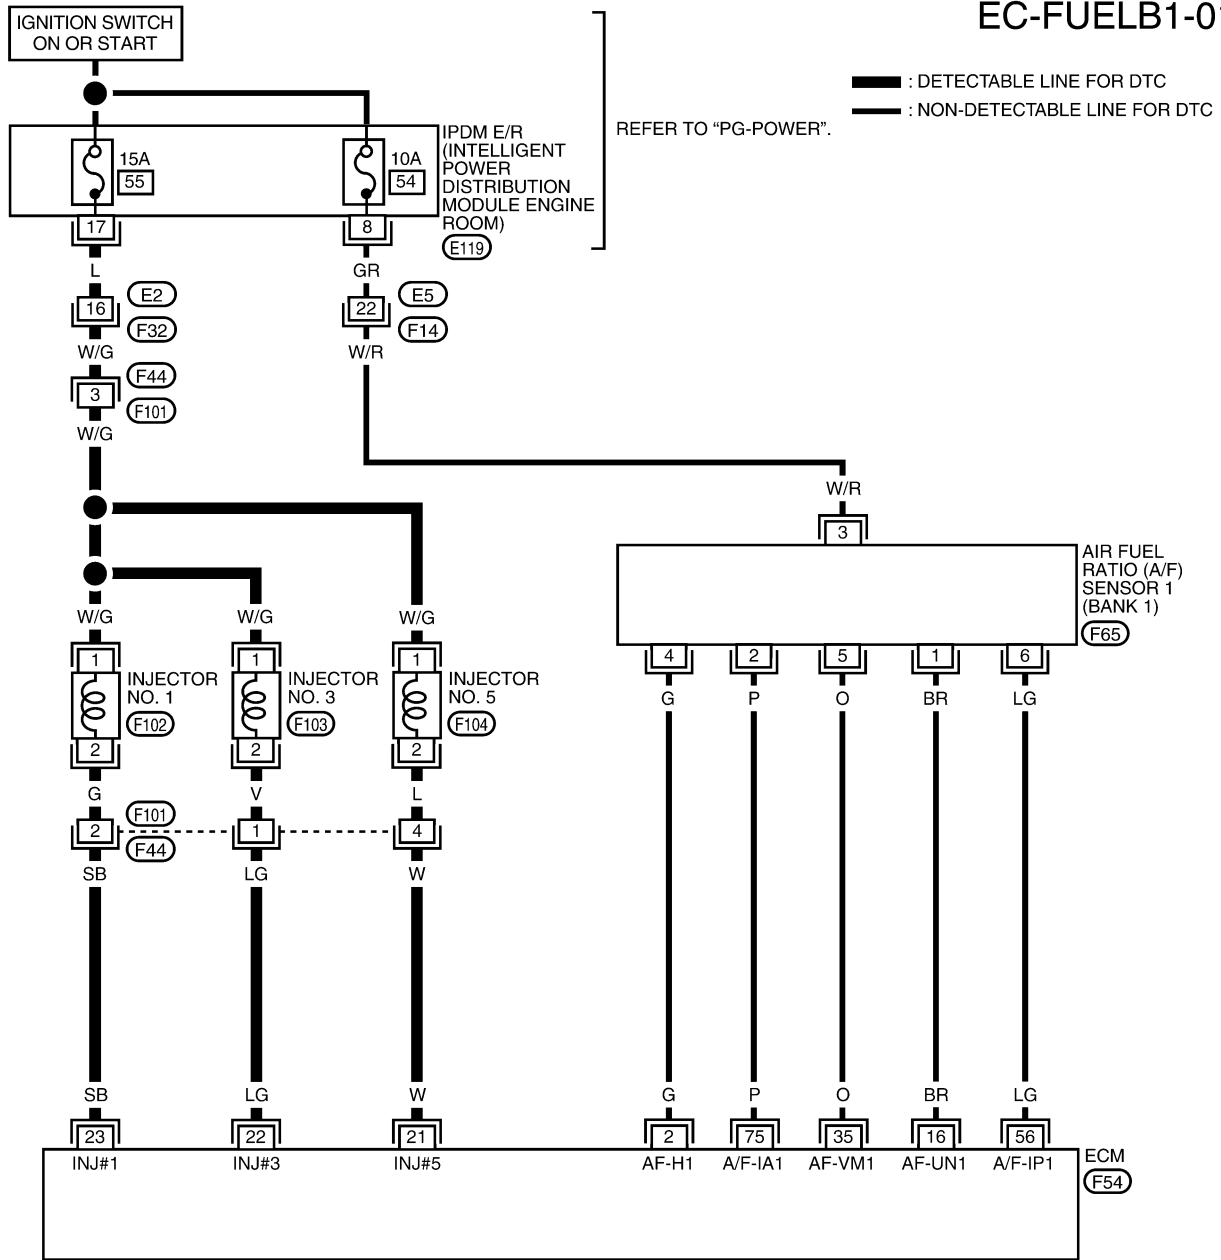 EC-FUELB1-01
IGNITION SWITCH
ON OR START
: DETECTABLE LINE FOR DTC
: NON-DETECTABLE LINE FOR DTC
REFER TO “PG-POWER”.
IPDM E/R
(INTELLIGENT
POWER
DISTRIBUTION
MODULE ENGINE
ROOM)
E119
15A
55
10A
54
17
8
L
GR
16
E2
F32
22
E5
F14
W/G
W/R
3
F44
F101
W/G
W/R
3
AIR FUEL
RATIO (A/F)
SENSOR 1
(BANK 1)
F65
W/G
W/G
W/G
1
1
1
4
2
5
1
6
INJECTOR
NO. 1
F102
INJECTOR
NO. 3
F103
INJECTOR
NO. 5
F104
G
P
O
BR
LG
2
2
2
G
V
L
F101
F44
2
1
4
SB
LG
W
SB
LG
W
G
P
O
BR
LG
23
22
21
2
75
35
16
56
INJ#1
INJ#3
INJ#5
AF-H1
A/F-IA1
AF-VM1
AF-UN1
A/F-IP1
ECM
F54